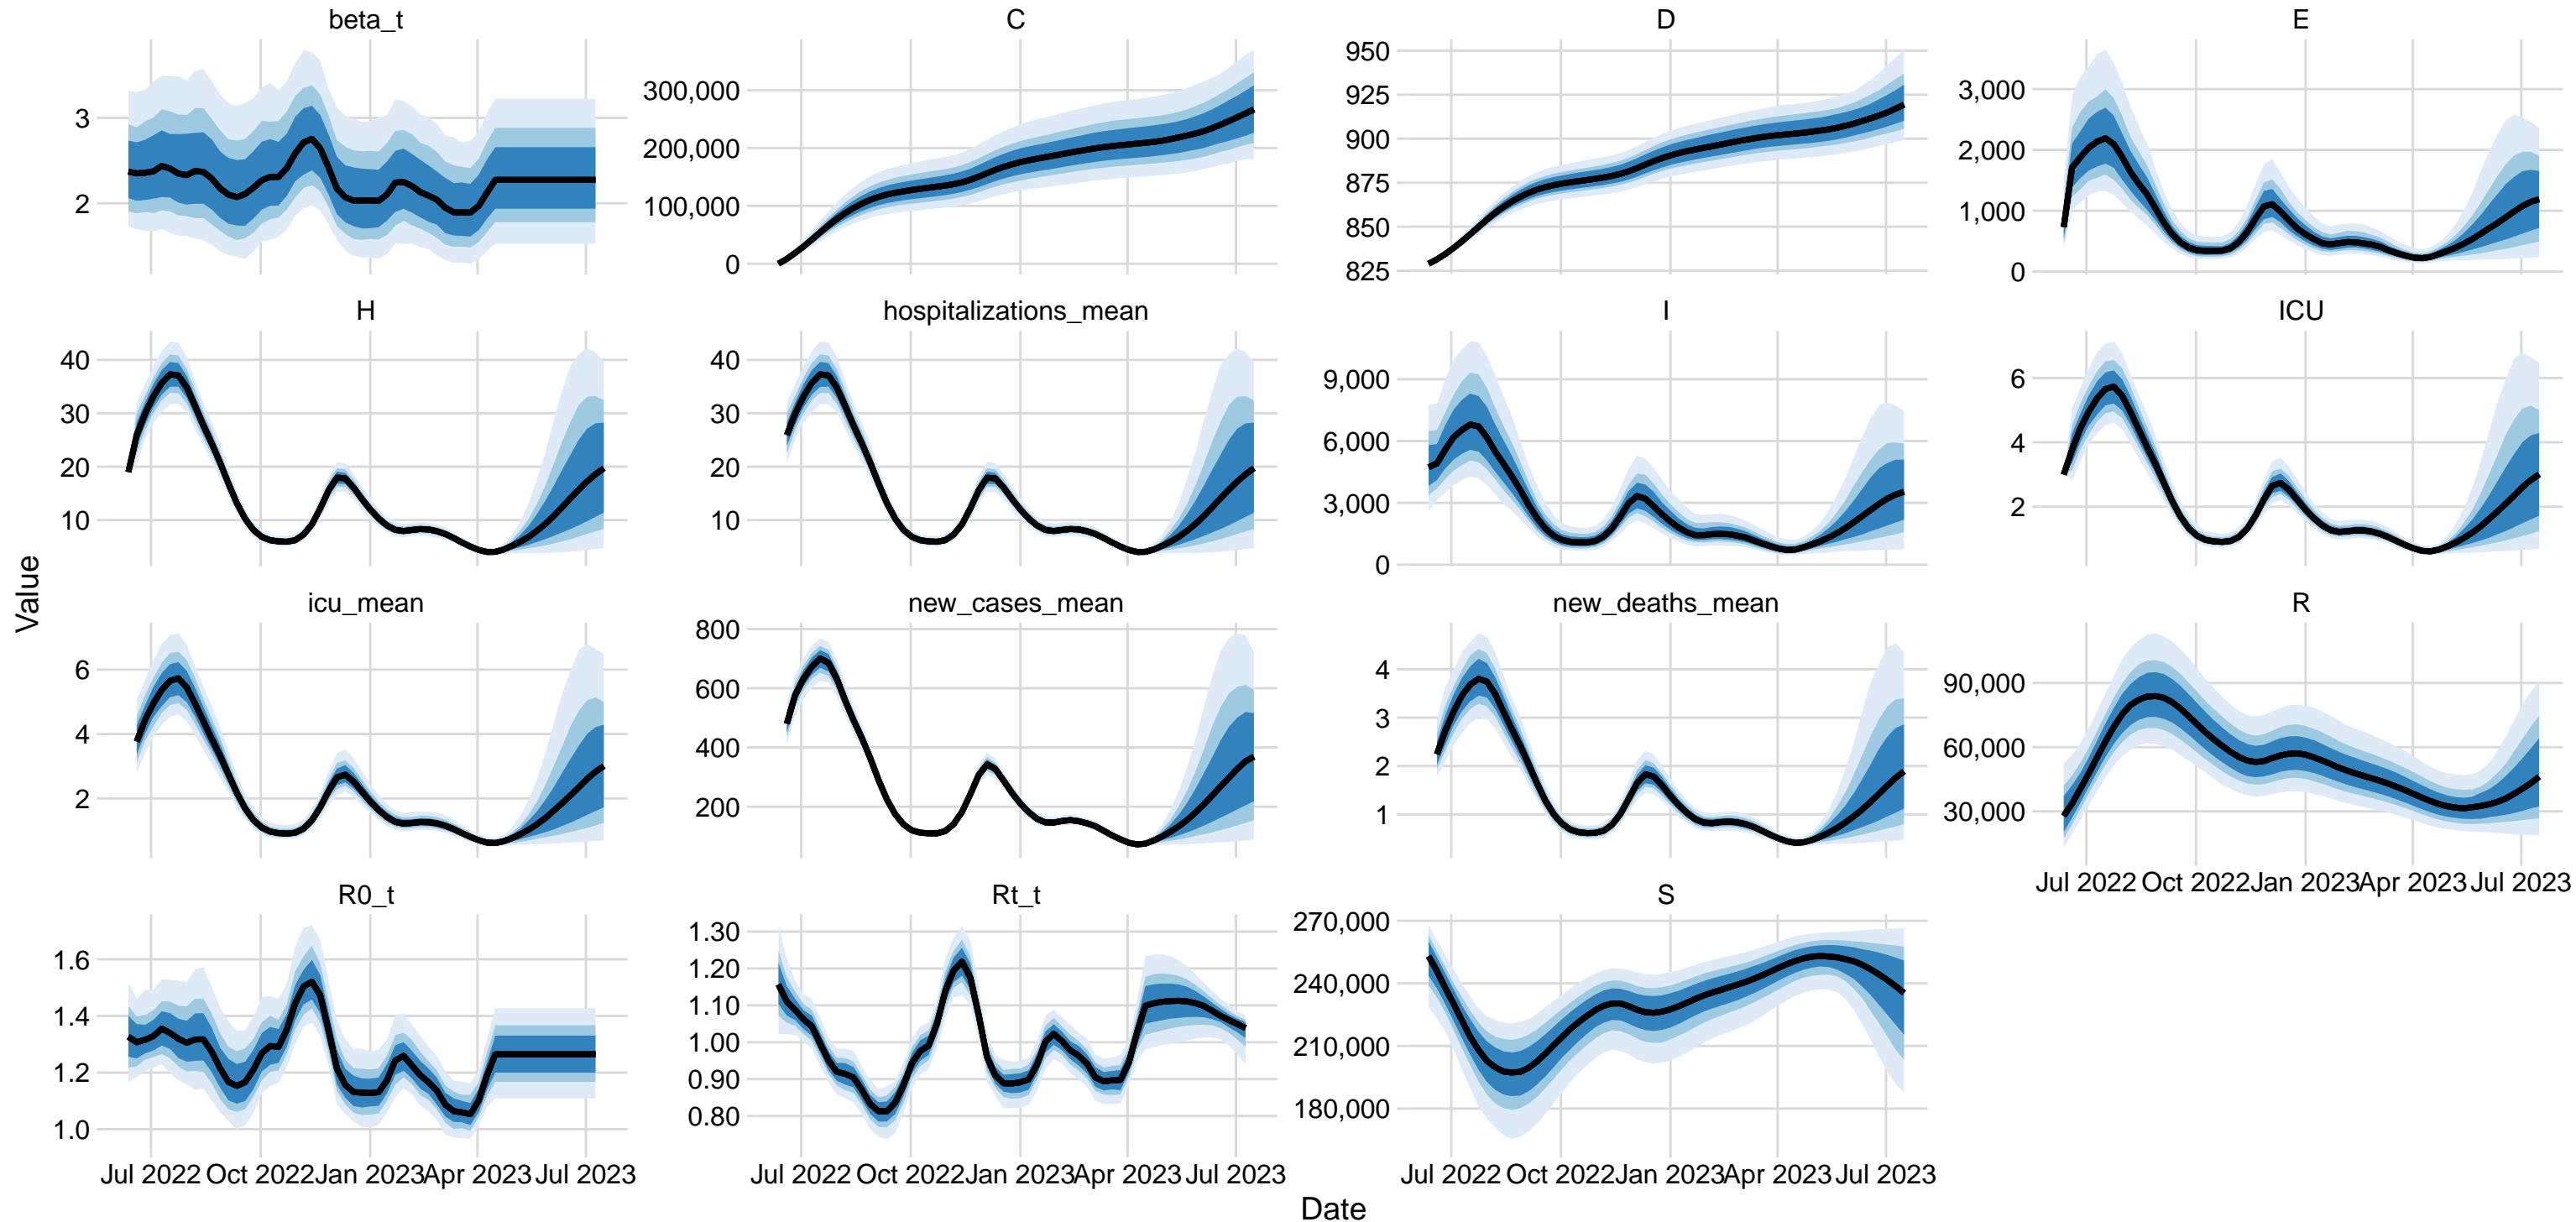 beta_t
C
D
E
3
2
300,000
200,000
100,000
0
950
925
900
875
850
825
3,000
2,000
1,000
0
H
hospitalizations_mean
I
ICU
40
30
20
10
40
30
20
10
9,000
6,000
3,000
0
6
4
2
Value
icu_mean
new_cases_mean
new_deaths_mean
R
6
4
2
800
600
400
200
4
3
2
1
90,000
60,000
30,000
Jul 2022 Oct 2022 Jan 2023 Apr 2023 Jul 2023
R0_t
Rt_t
S
1.6
1.4
1.2
1.0
1.30
1.20
1.10
1.00
0.90
0.80
270,000
240,000
210,000
180,000
Jul 2022 Oct 2022 Jan 2023 Apr 2023 Jul 2023
Jul 2022 Oct 2022 Jan 2023 Apr 2023 Jul 2023
Jul 2022 Oct 2022 Jan 2023 Apr 2023 Jul 2023
Date